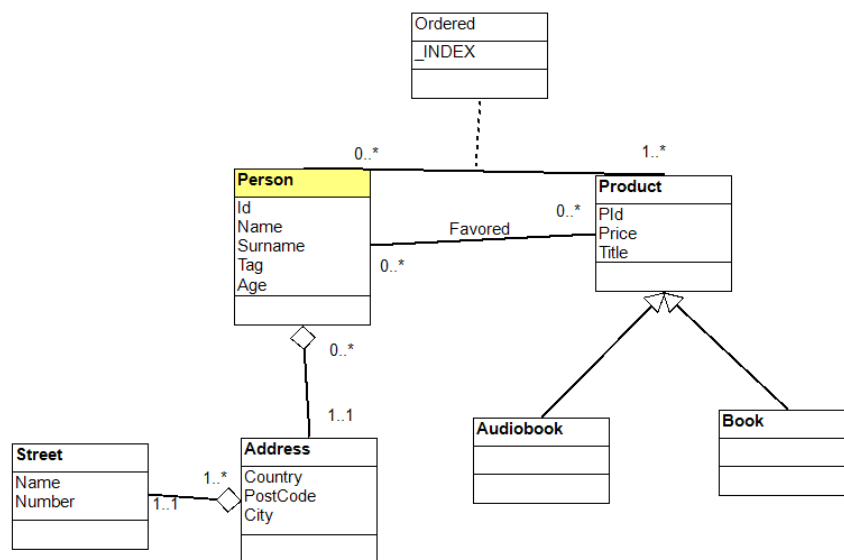 Ordered
_INDEX
0..*
1..*
Person
Id
Name
Surname
Tag
Age
Product
PId
Price
Title
0..*
Favored
0..*
0..*
1..1
Audiobook
Book
Street
Name
Number
1..*
1..1
Address
Country
PostCode
City